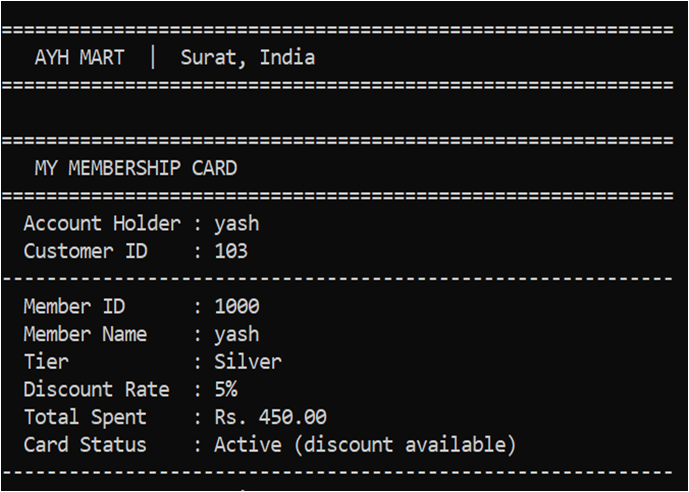 ============================================================
AYH MART | Surat, India
============================================================
============================================================
MY MEMBERSHIP CARD
============================================================
Account Holder : yash
Customer ID : 103
------------------------------------------------------------
Member ID : 1000
Member Name : yash
Tier : Silver
Discount Rate : 5%
Total Spent : Rs. 450.00
Card Status : Active (discount available)
------------------------------------------------------------